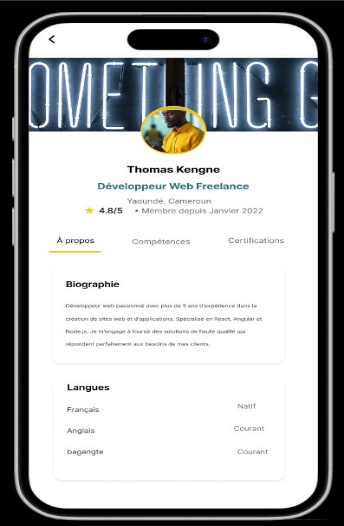 OMETHING G
Thomas Kengne
Développeur Web Freelance
Yaoundé, Cameroun
4.8/5 • Membre depuis Janvier 2022
À propos Compétences Certifications
Biographie
Développeur web passionné avec plus de 5 ans d'expérience dans la
création de sites web et d'applications. Spécialisé en React, Angular et
Node.js. Je m'engage à fournir des solutions de haute qualité qui
répondent parfaitement aux besoins de mes clients.
Langues
Français Natif
Anglais Courant
bagangte Courant